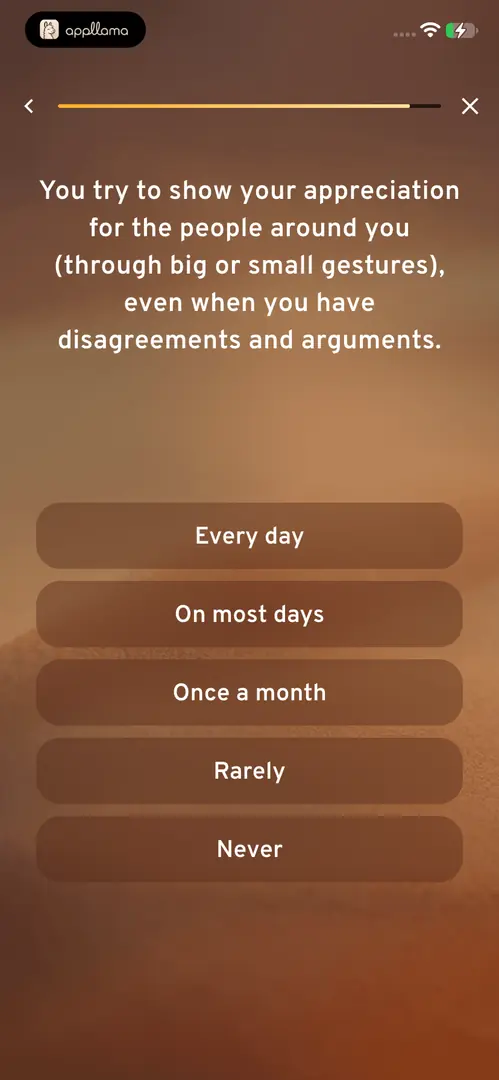 appllama
You try to show your appreciation
for the people around you
(through big or small gestures),
even when you have
disagreements and arguments.
Every day
On most days
Once a month
Rarely
Never